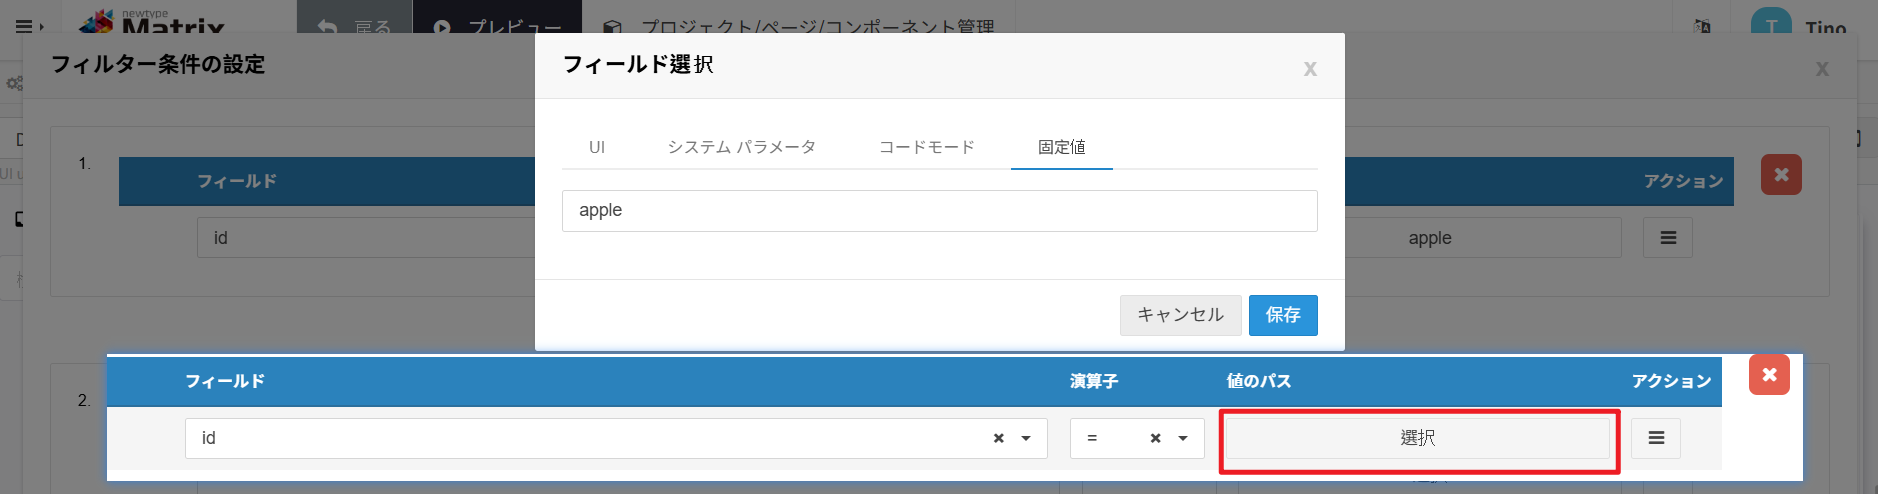 newtype
Matrix
戻る
プレビュー
プロジェクト/ページ/コンポーネント管理
T
Tino
フィルター条件の設定
x
フィールド選択
x
UI
システム パラメータ
コードモード
固定値
apple
キャンセル
保存
1.
フィールド
アクション
id
apple
2.
フィールド
演算子
値のパス
アクション
id
=
選択